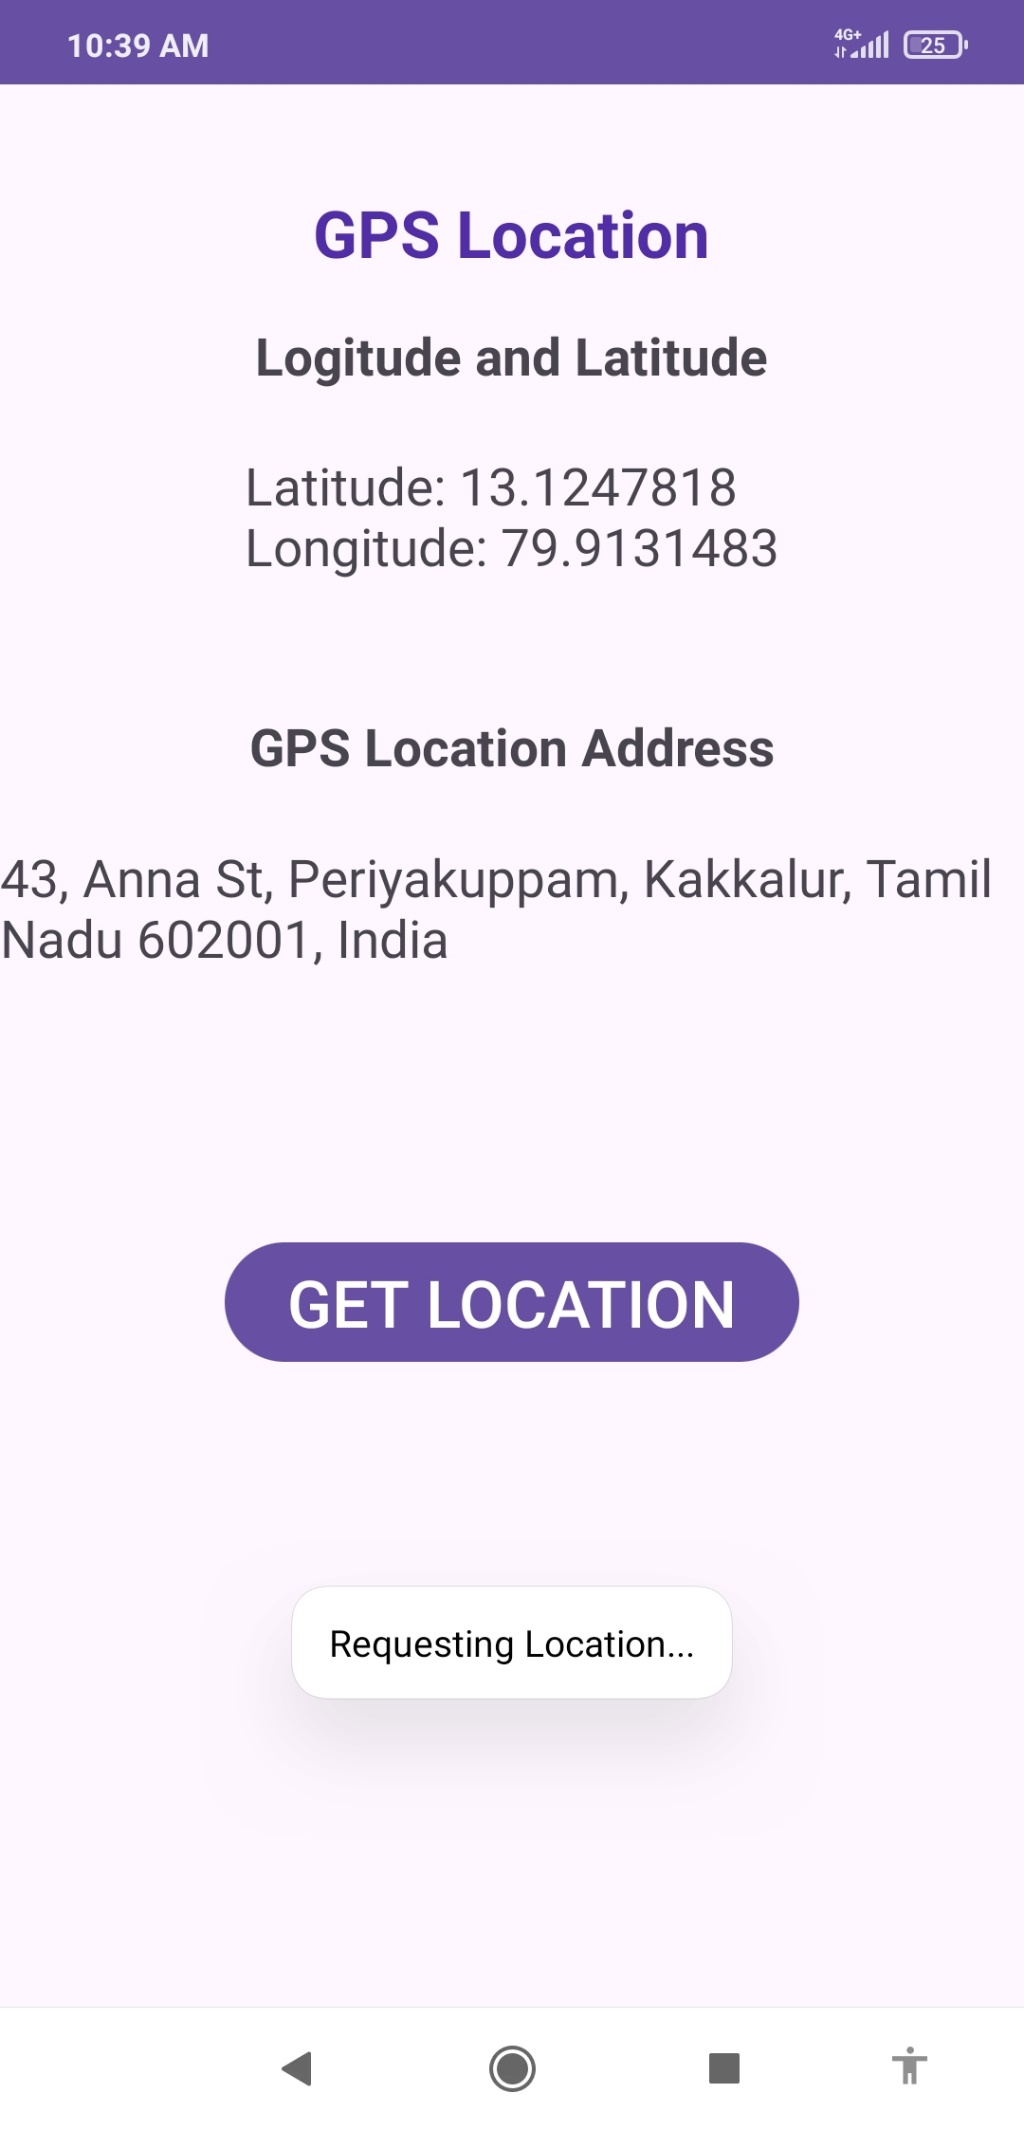 10:39 AM
4G+
25
GPS Location
Logitude and Latitude
Latitude: 13.1247818
Longitude: 79.9131483
GPS Location Address
43, Anna St, Periyakuppam, Kakkalur, Tamil
Nadu 602001, India
GET LOCATION
Requesting Location...